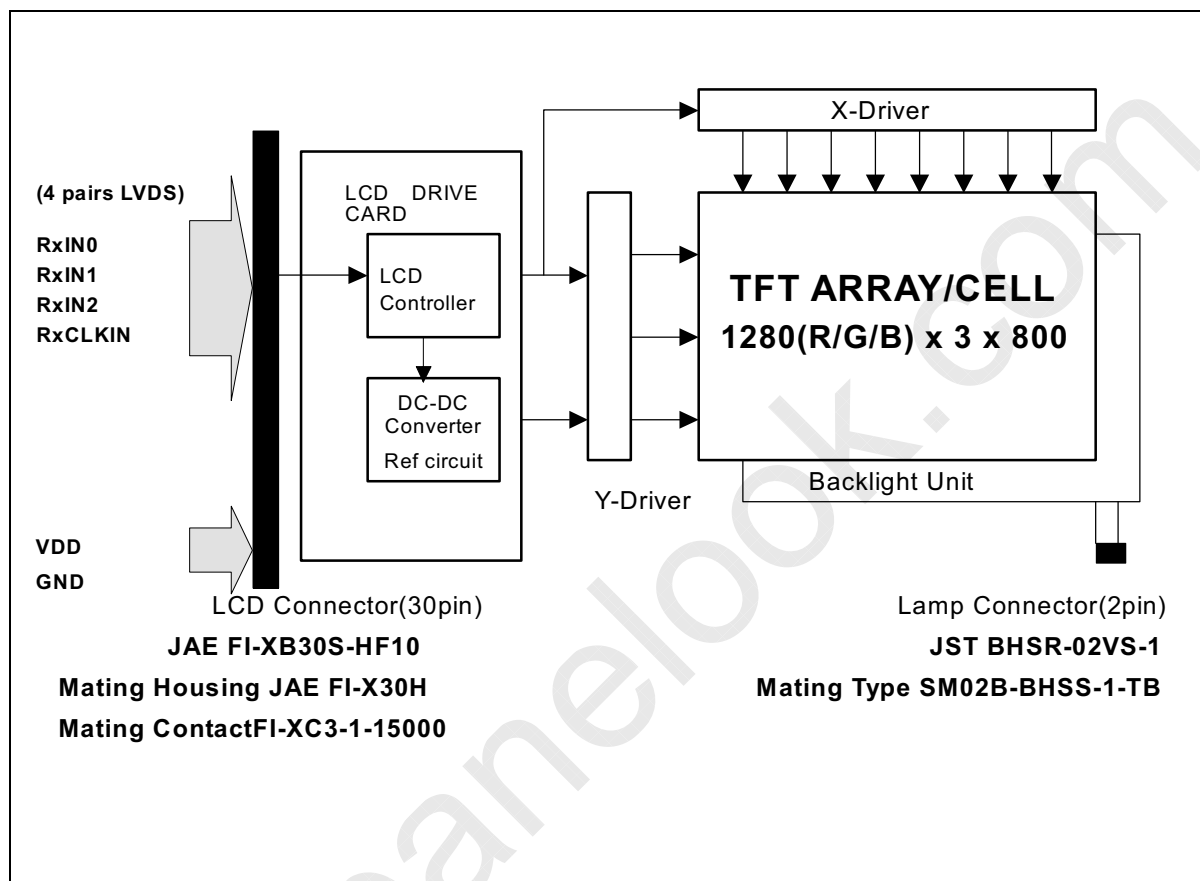 X-Driver
(4 pairs LVDS)
RxIN0
RxIN1
RxIN2
RxCLKIN
LCD DRIVE
CARD
LCD
Controller
DC-DC
Converter
Ref circuit
TFT ARRAY/CELL
1280(R/G/B) x 3 x 800
Backlight Unit
Y-Driver
VDD
GND
LCD Connector(30pin)
JAE FI-XB30S-HF10
Mating Housing JAE FI-X30H
Mating ContactFI-XC3-1-15000
Lamp Connector(2pin)
JST BHSR-02VS-1
Mating Type SM02B-BHSS-1-TB
panelook.com